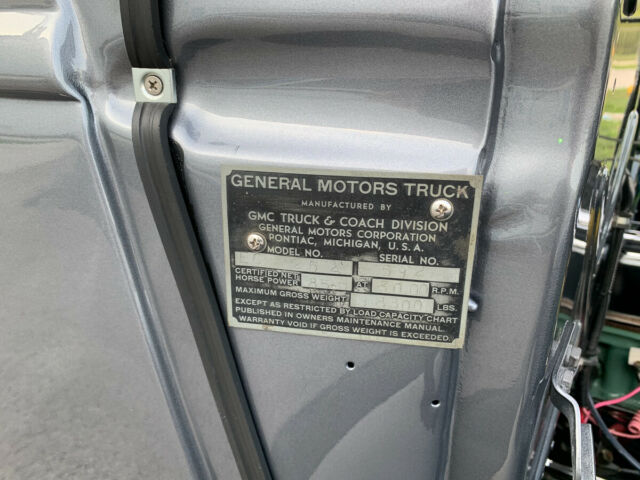 GENERAL MOTORS TRUCK
MANUFACTURED BY
GMC TRUCK & COACH DIVISION
GENERAL MOTORS CORPORATION
PONTIAC, MICHIGAN, U.S.A.
MODEL NO. SERIAL NO.
CERTIFIED NET
HORSE POWER AT R.P.M.
MAXIMUM GROSS WEIGHT LBS.
EXCEPT AS RESTRICTED BY LOAD CAPACITY CHART
PUBLISHED IN OWNERS MAINTENANCE MANUAL.
WARRANTY VOID IF GROSS WEIGHT IS EXCEEDED.